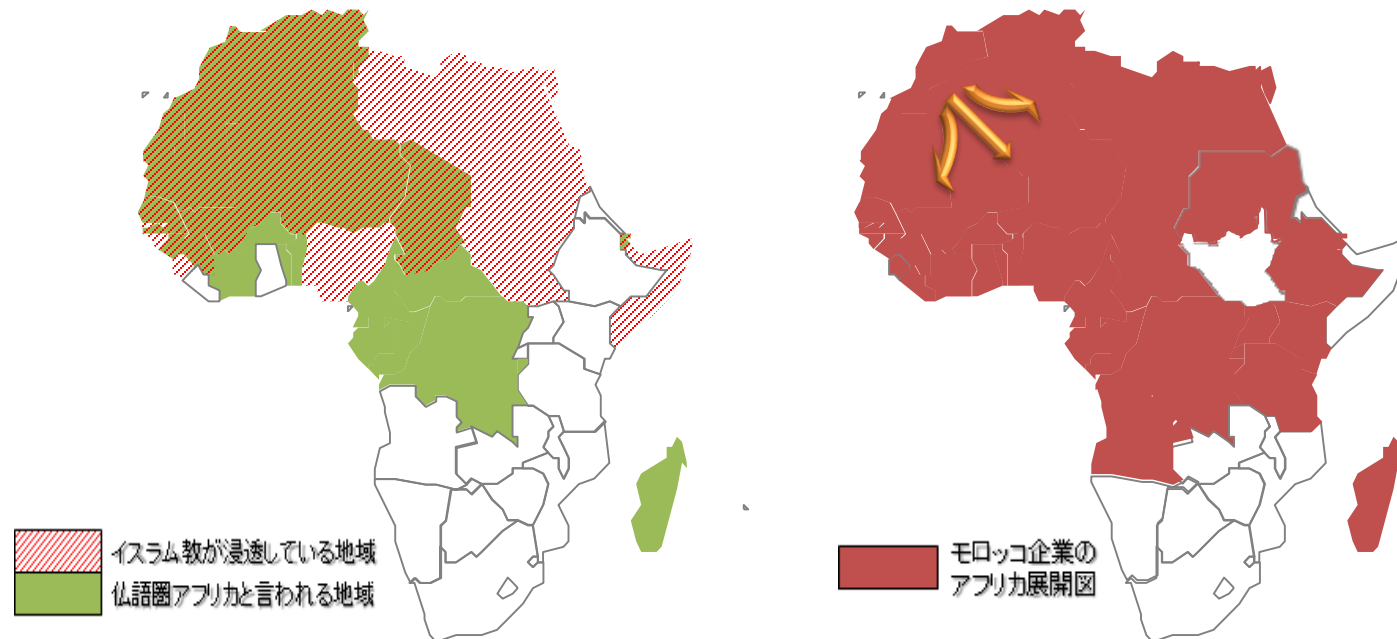 イスラム教が浸透している地域
仏語圏アフリカと言われる地域
モロッコ企業の
アフリカ展開図